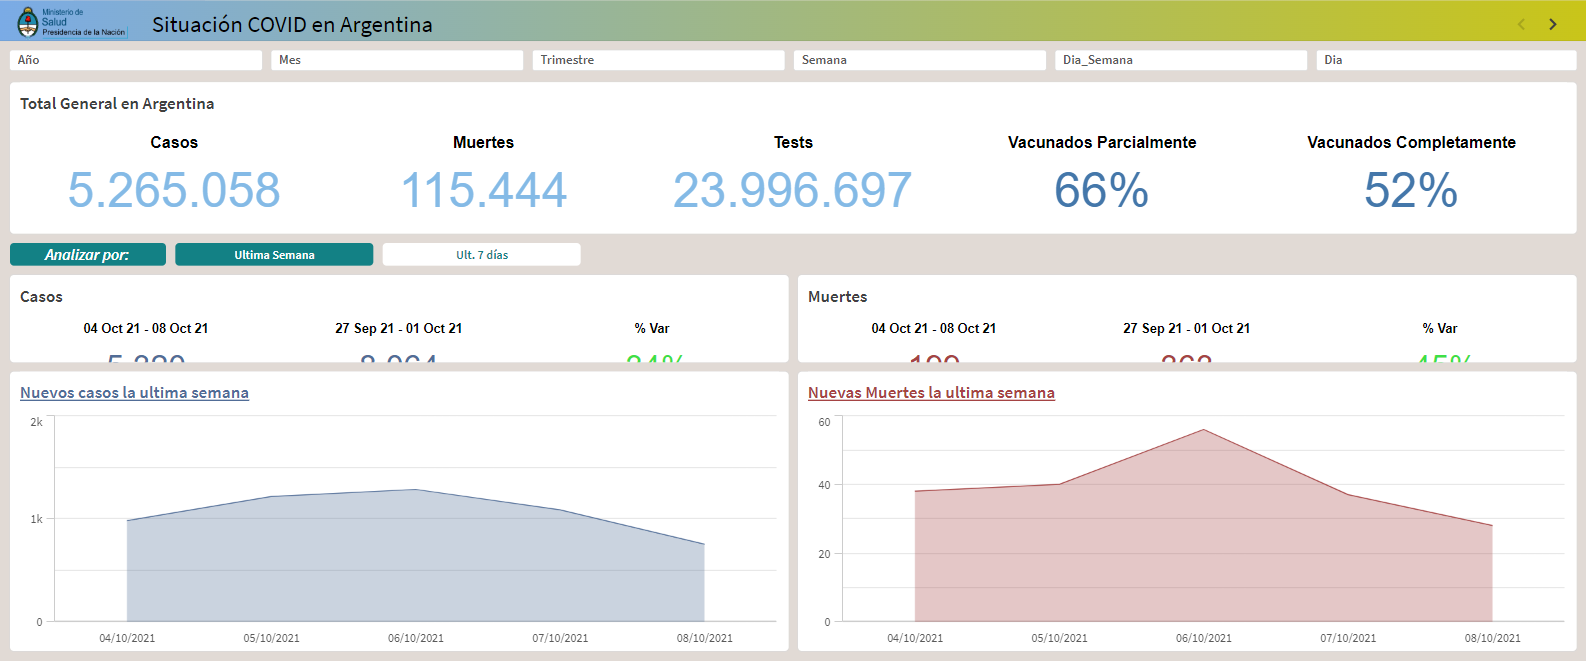 Ministerio de
Salud
Presidencia de la Nación
Situación COVID en Argentina
Año
Mes
Trimestre
Semana
Dia_Semana
Dia
Total General en Argentina
Casos
Muertes
Tests
Vacunados Parcialmente
Vacunados Completamente
5.265.058
115.444
23.996.697
66%
52%
Analizar por:
Ultima Semana
Ult. 7 días
Casos
04 Oct 21 - 08 Oct 21
27 Sep 21 - 01 Oct 21
% Var
Muertes
04 Oct 21 - 08 Oct 21
27 Sep 21 - 01 Oct 21
% Var
Nuevos casos la ultima semana
2k
1k
0
04/10/2021
05/10/2021
06/10/2021
07/10/2021
08/10/2021
Nuevas Muertes la ultima semana
60
40
20
0
04/10/2021
05/10/2021
06/10/2021
07/10/2021
08/10/2021